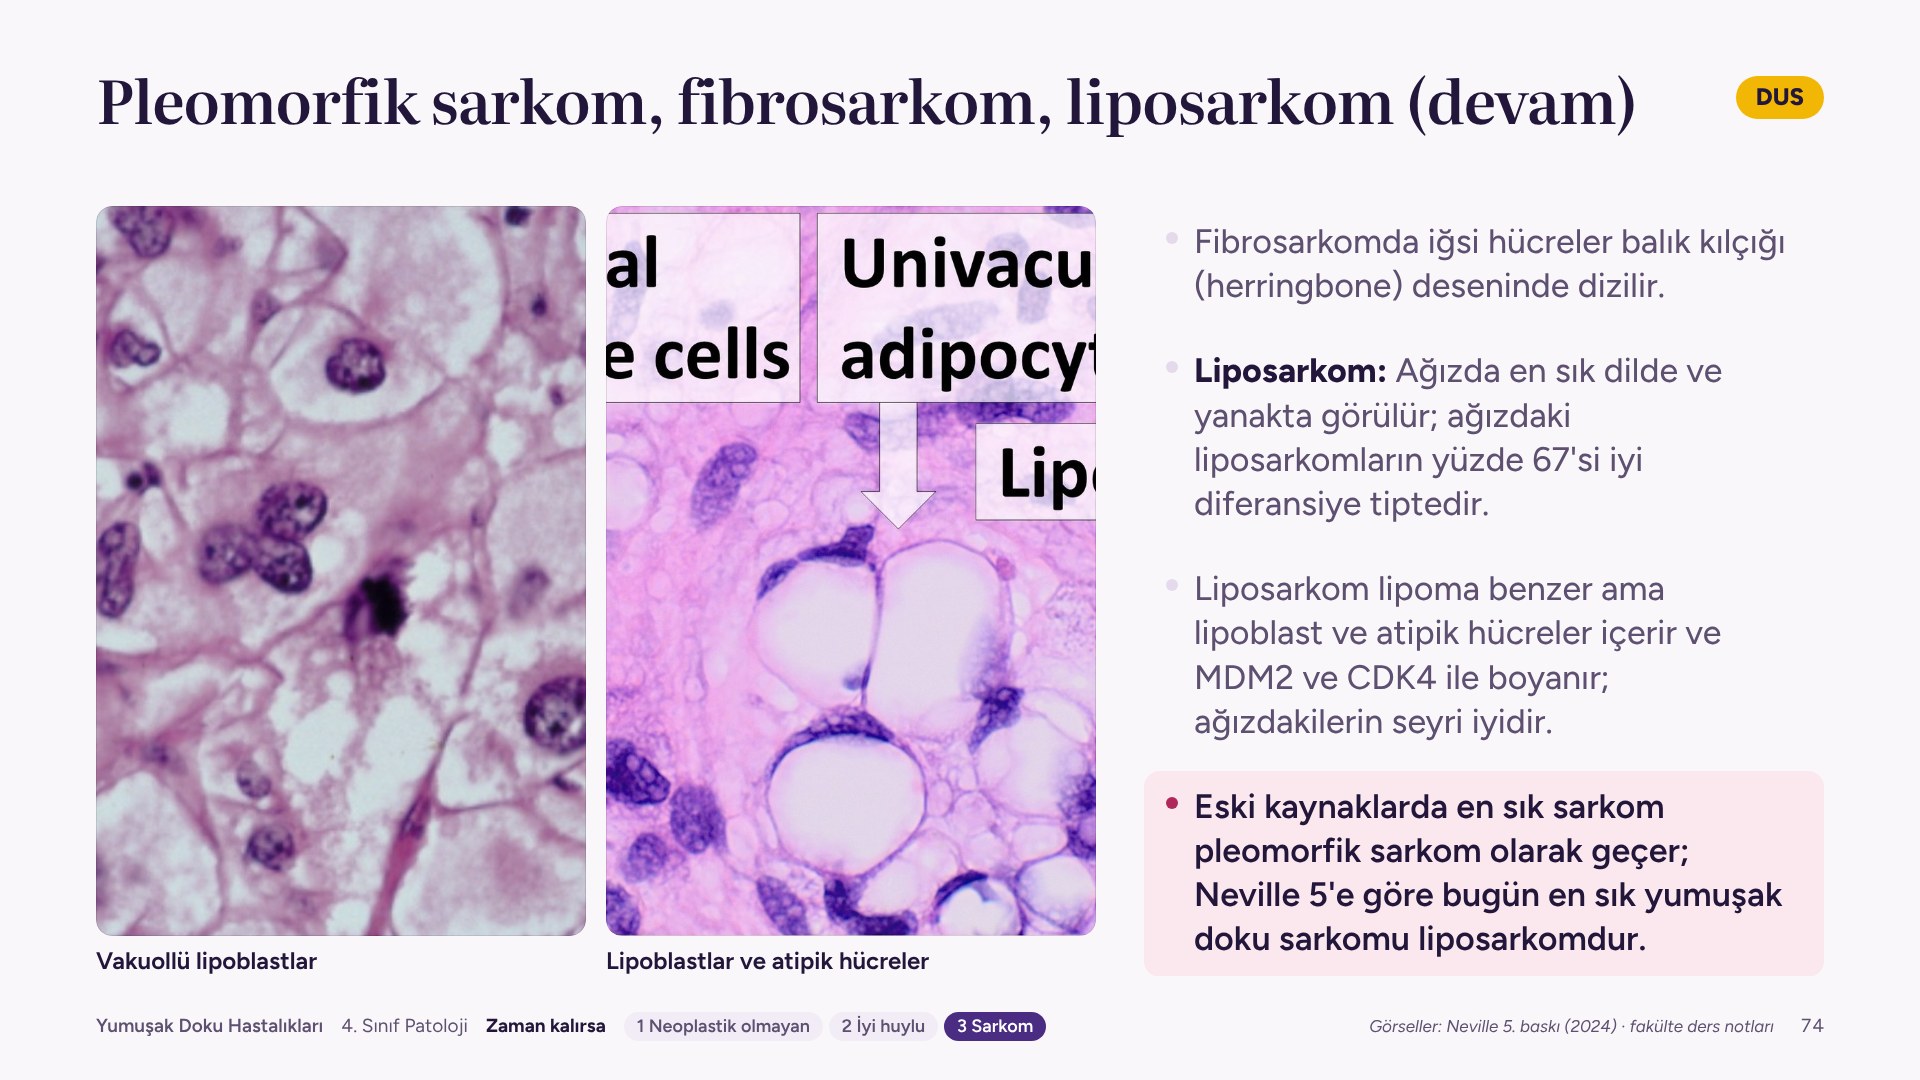 Pleomorfik sarkom, fibrosarkom, liposarkom (devam)
DUS
al
e cells
Univacu
adipocyt
Lipo
Vakuollü lipoblastlar
Lipoblastlar ve atipik hücreler
Fibrosarkomda iğsi hücreler balık kılçığı
(herringbone) deseninde dizilir.
Liposarkom: Ağızda en sık dilde ve
yanakta görülür; ağızdaki
liposarkomların yüzde 67'si iyi
diferansiye tiptedir.
Liposarkom lipoma benzer ama
lipoblast ve atipik hücreler içerir ve
MDM2 ve CDK4 ile boyanır;
ağızdakilerin seyri iyidir.
Eski kaynaklarda en sık sarkom
pleomorfik sarkom olarak geçer;
Neville 5'e göre bugün en sık yumuşak
doku sarkomu liposarkomdur.
Yumuşak Doku Hastalıkları 4. Sınıf Patoloji Zaman kalırsa 1 Neoplastik olmayan 2 İyi huylu 3 Sarkom
Görseller: Neville 5. baskı (2024) · fakülte ders notları 74